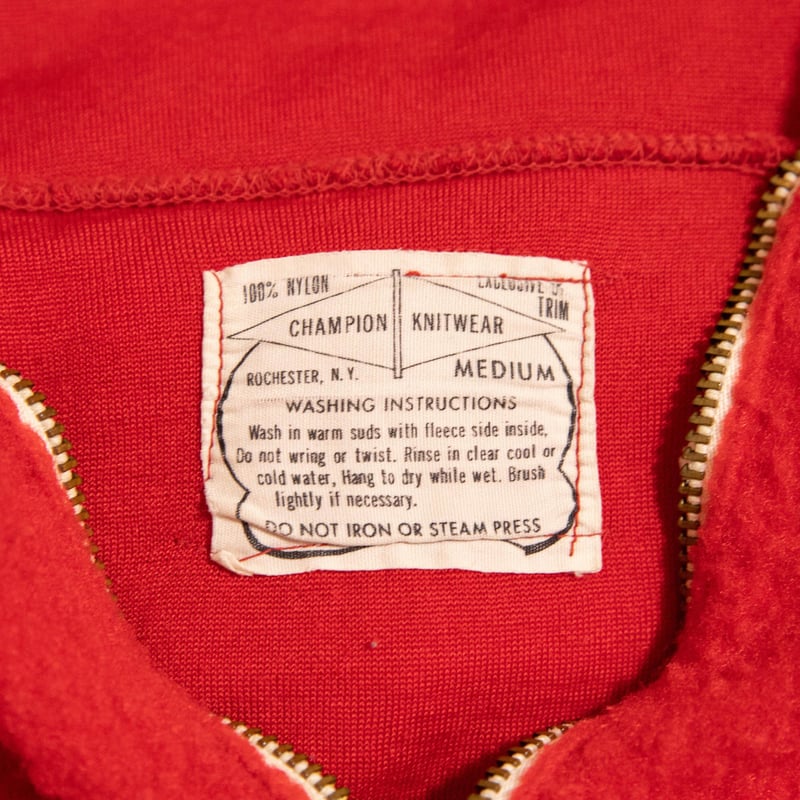 100% NYLON EXCLUSIVE OF
TRIM
CHAMPION KNITWEAR
ROCHESTER, N.Y. MEDIUM
WASHING INSTRUCTIONS
Wash in warm suds with fleece side inside.
Do not wring or twist. Rinse in clear cool or
cold water, Hang to dry while wet. Brush
lightly if necessary.
DO NOT IRON OR STEAM PRESS